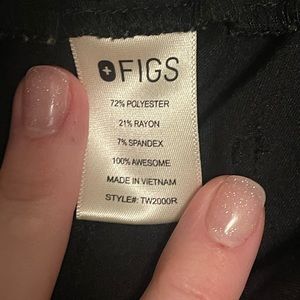 FIGS
72% POLYESTER
21% RAYON
7% SPANDEX
100% AWESOME
MADE IN VIETNAM
STYLE#: TW2000R